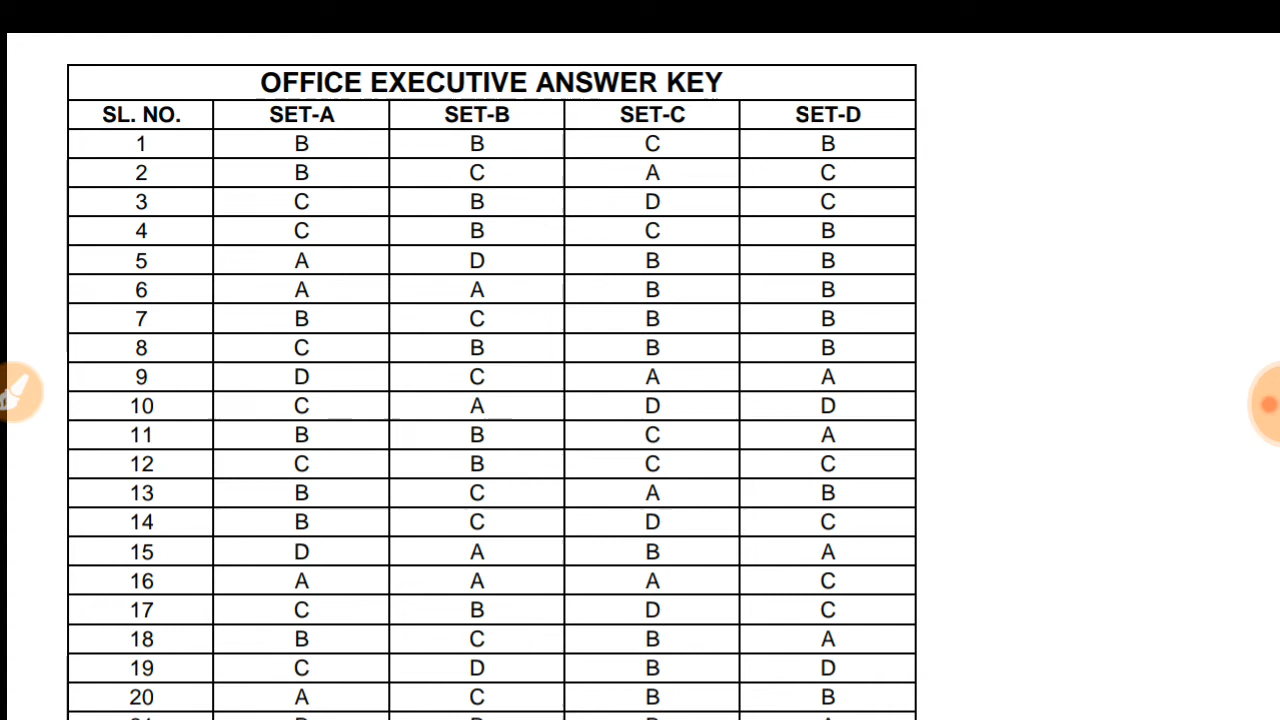 OFFICE EXECUTIVE ANSWER KEY
SL. NO. SET-A SET-B SET-C SET-D
1 B B C B
2 B C A C
3 C B D C
4 C B C B
5 A D B B
6 A A B B
7 B C B B
8 C B B B
9 D C A A
10 C A D D
11 B B C A
12 C B C C
13 B C A B
14 B C D C
15 D A B A
16 A A A C
17 C B D C
18 B C B A
19 C D B D
20 A C B B